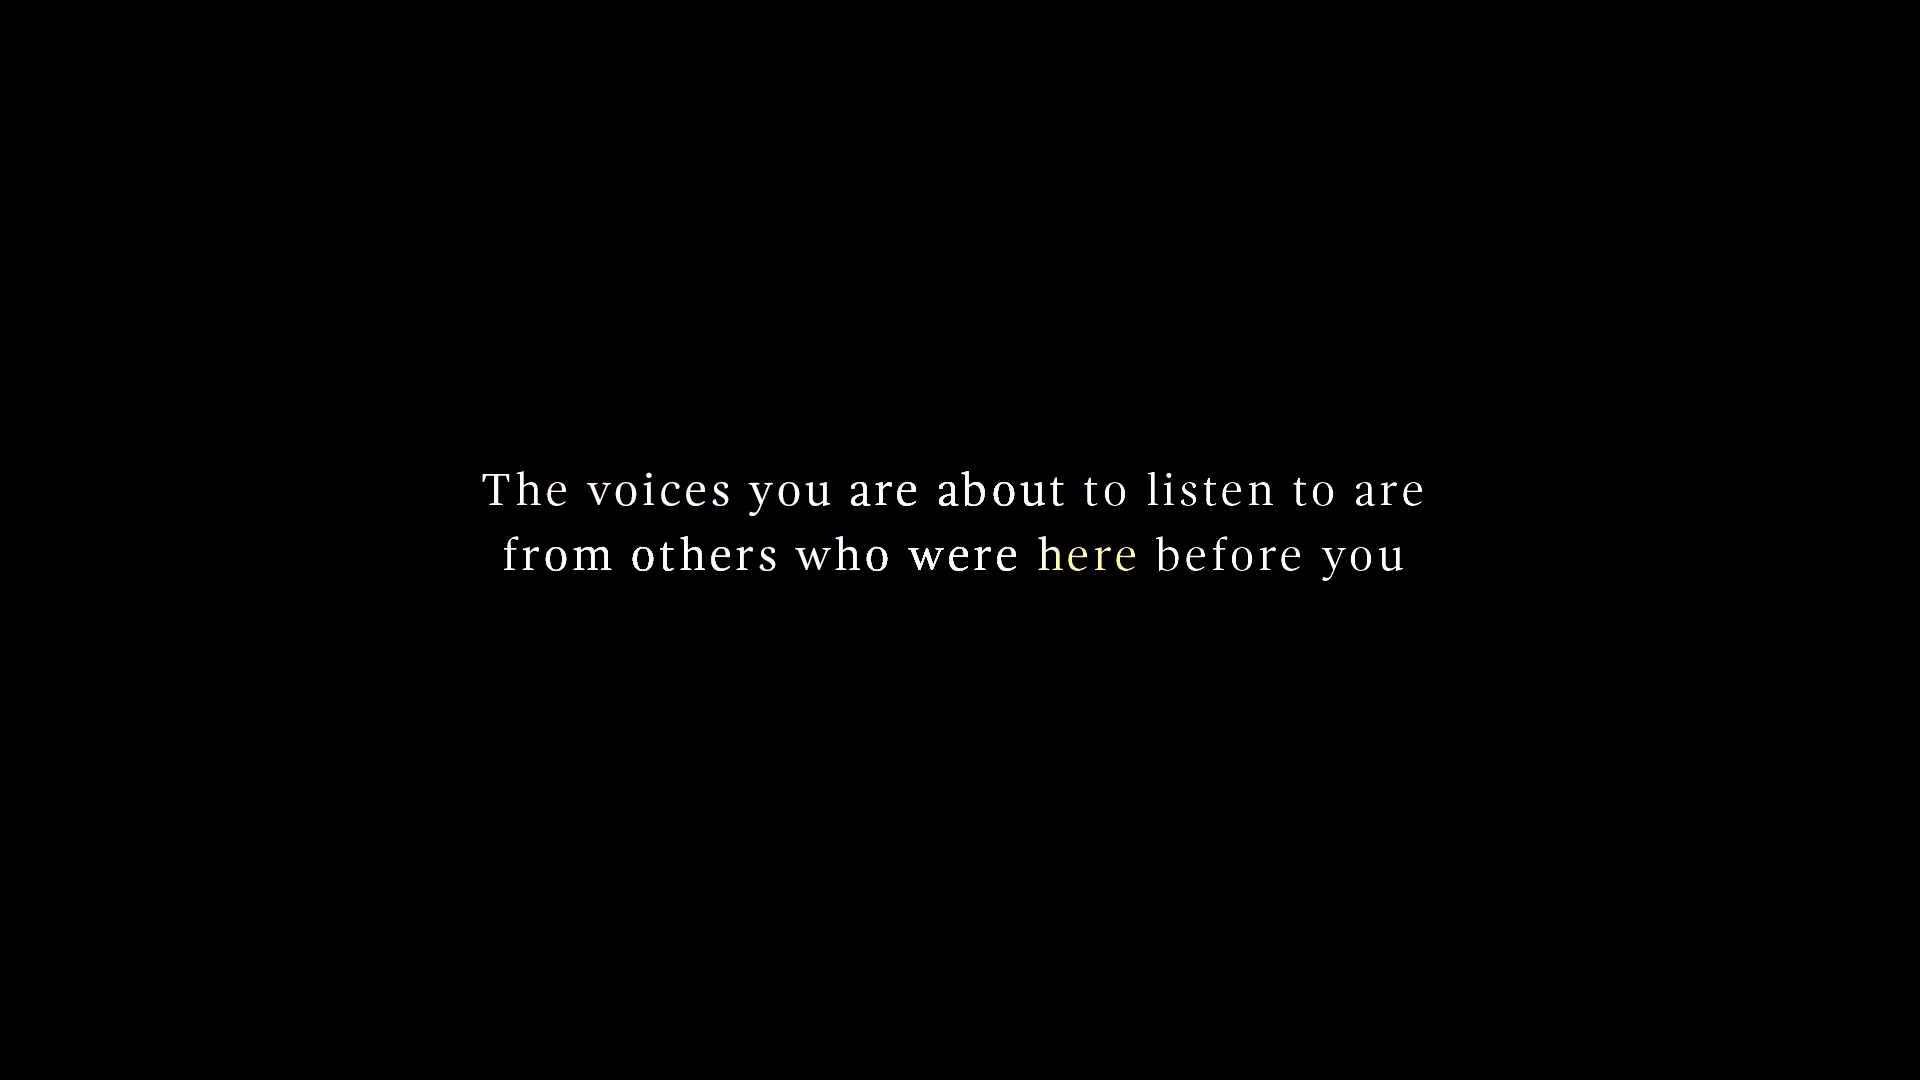 The voices you are about to listen to are
from others who were here before you